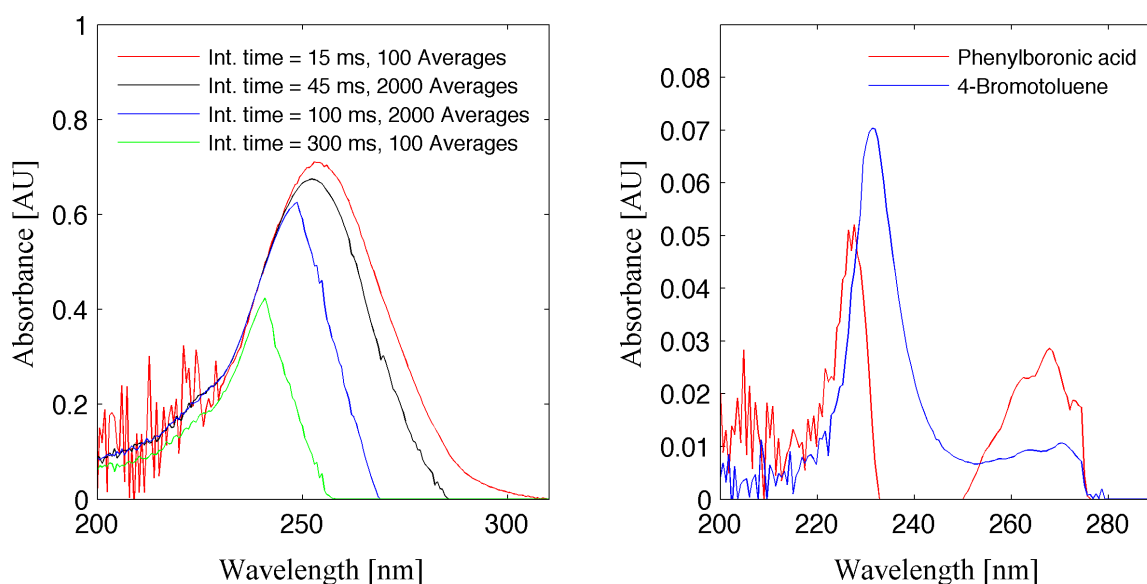 1
0.8
0.6
0.4
0.2
0
200
250
300
Absorbance [AU]
Wavelength [nm]
Int. time = 15 ms, 100 Averages
Int. time = 45 ms, 2000 Averages
Int. time = 100 ms, 2000 Averages
Int. time = 300 ms, 100 Averages
0.08
0.07
0.06
0.05
0.04
0.03
0.02
0.01
0
200
220
240
260
280
Absorbance [AU]
Wavelength [nm]
Phenylboronic acid
4-Bromotoluene